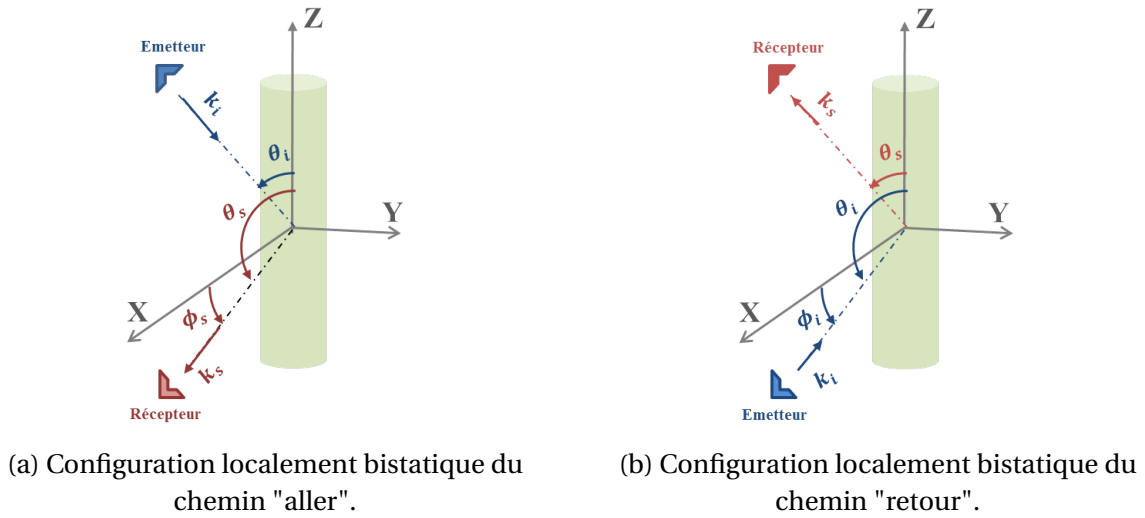 Z
Emetteur
k_i
θ_i
θ_s
Y
X
ϕ_s
k_s
Récepteur
(a) Configuration localement bistatique du
chemin "aller".
Z
Récepteur
k_s
θ_s
θ_i
Y
X
ϕ_i
k_i
Emetteur
(b) Configuration localement bistatique du
chemin "retour".